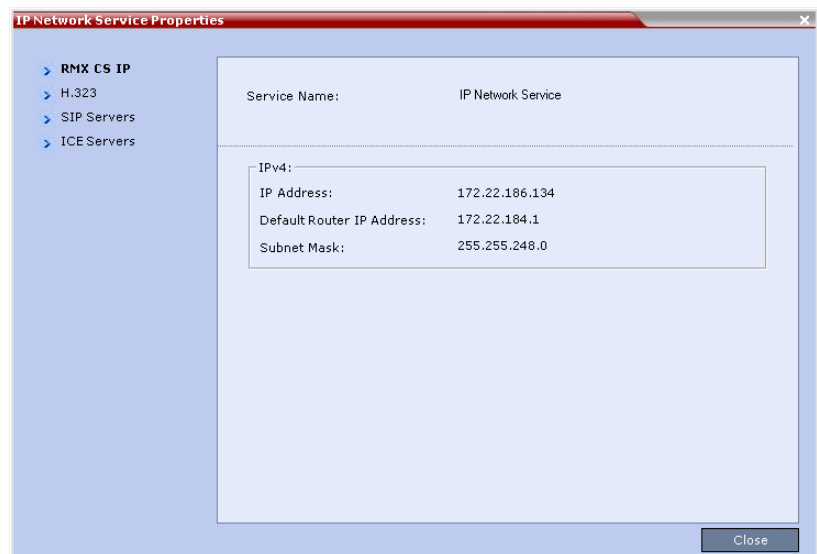 IP Network Service Properties
RMX CS IP
H.323
SIP Servers
ICE Servers
Service Name: IP Network Service
IPv4:
IP Address: 172.22.186.134
Default Router IP Address: 172.22.184.1
Subnet Mask: 255.255.248.0
Close